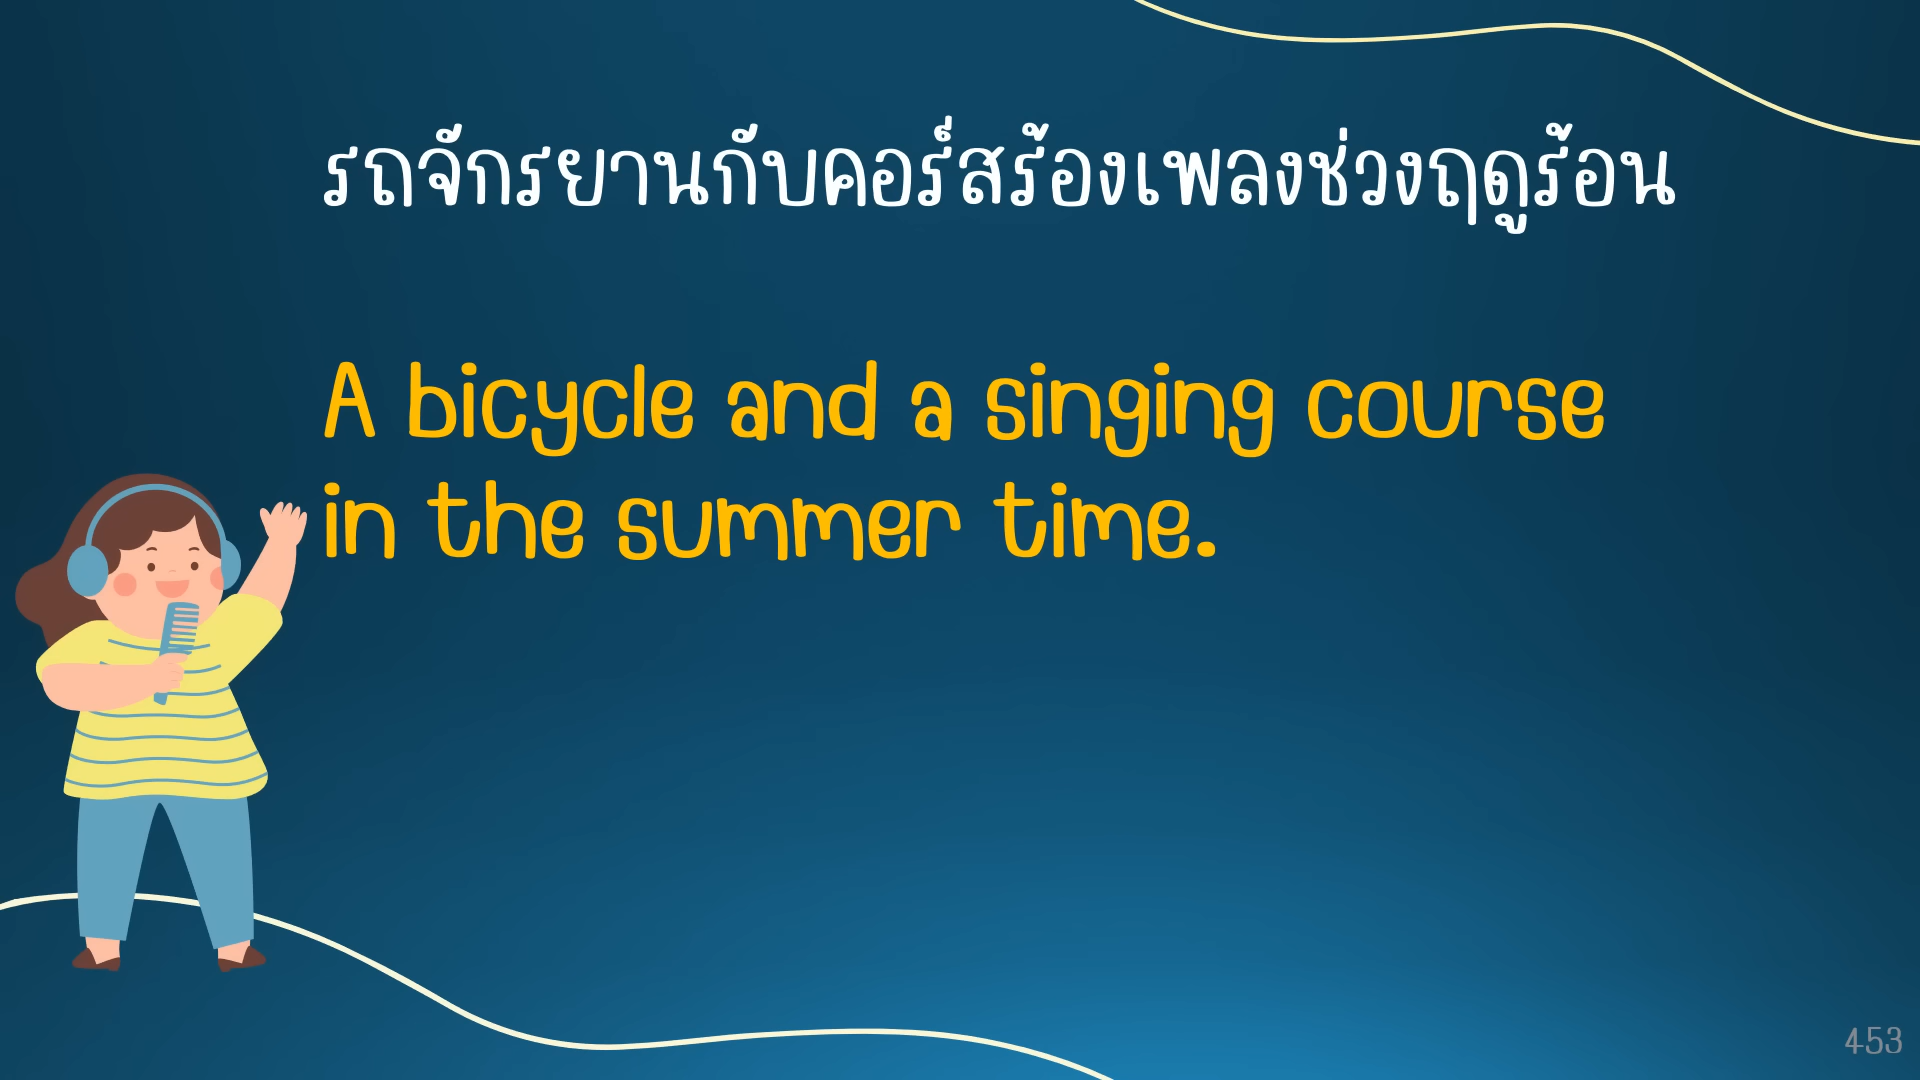 รถจักรยานกับคอร์สร้องเพลงช่วงฤดูร้อน
A bicycle and a singing course
in the summer time.
453